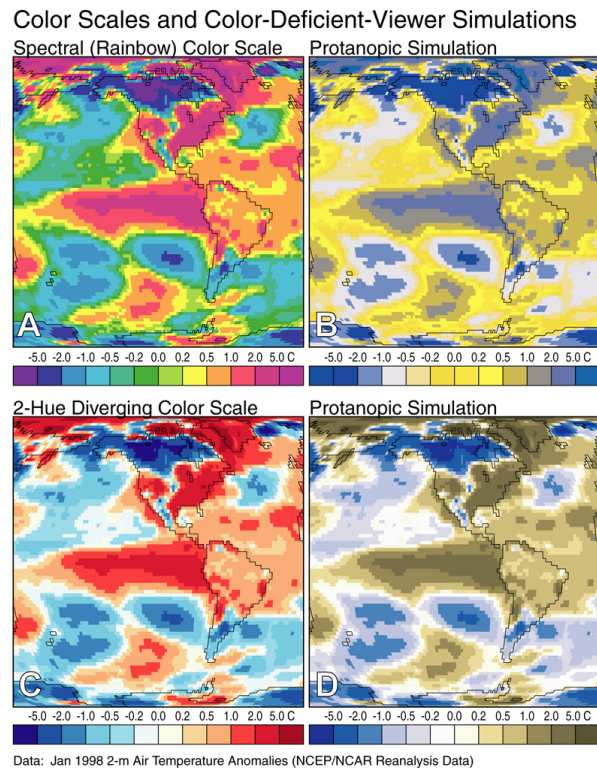 Color Scales and Color-Deficient-Viewer Simulations
Spectral (Rainbow) Color Scale
Protanopic Simulation
A
B
-5.0 -2.0 -1.0 -0.5 -0.2 0.0 0.2 0.5 1.0 2.0 5.0 C
-5.0 -2.0 -1.0 -0.5 -0.2 0.0 0.2 0.5 1.0 2.0 5.0 C
2-Hue Diverging Color Scale
Protanopic Simulation
C
D
-5.0 -2.0 -1.0 -0.5 -0.2 0.0 0.2 0.5 1.0 2.0 5.0 C
-5.0 -2.0 -1.0 -0.5 -0.2 0.0 0.2 0.5 1.0 2.0 5.0 C
Data: Jan 1998 2-m Air Temperature Anomalies (NCEP/NCAR Reanalysis Data)